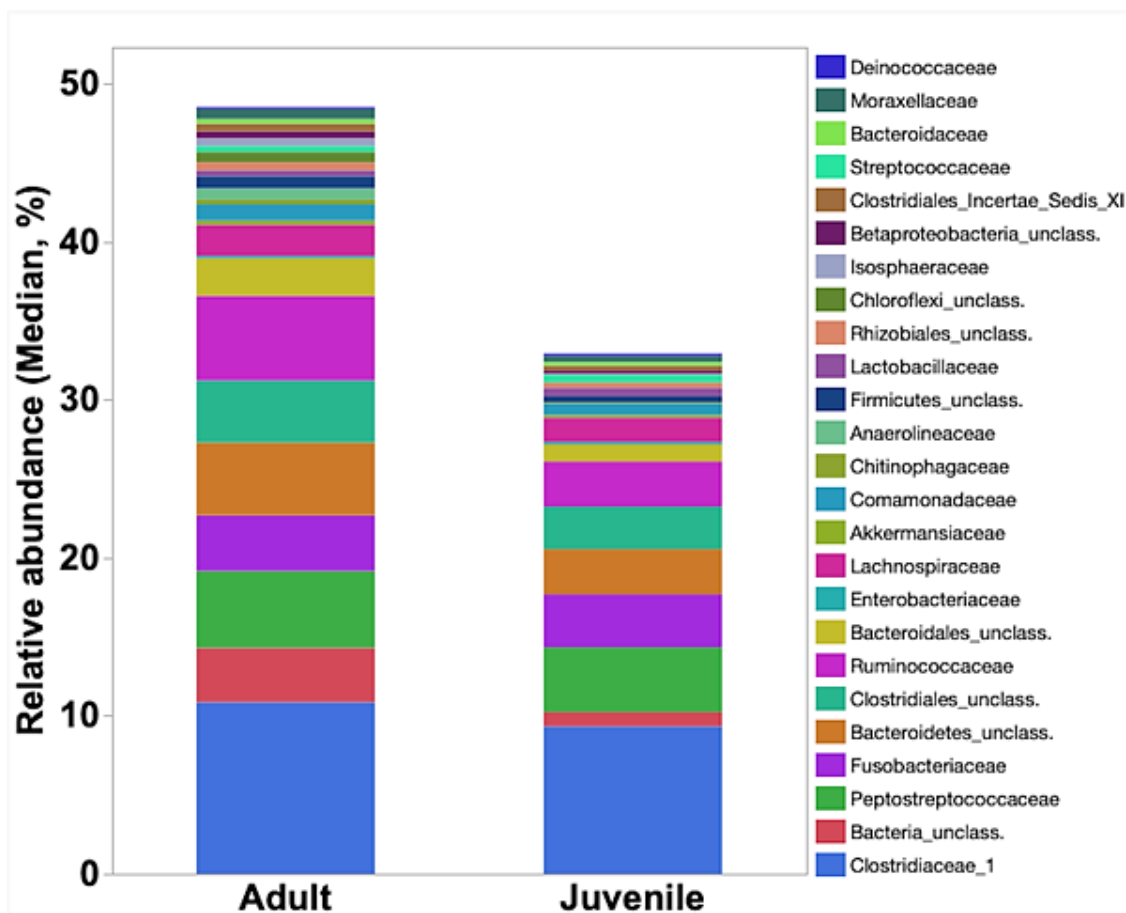 Relative abundance (Median, %)
50
40
30
20
10
0
Adult
Juvenile
Deinococcaceae
Moraxellaceae
Bacteroidaceae
Streptococcaceae
Clostridiales_Incertae_Sedis_XI
Betaproteobacteria_unclass.
Isosphaeraceae
Chloroflexi_unclass.
Rhizobiales_unclass.
Lactobacillaceae
Firmicutes_unclass.
Anaerolineaceae
Chitinophagaceae
Comamonadaceae
Akkermansiaceae
Lachnospiraceae
Enterobacteriaceae
Bacteroidales_unclass.
Ruminococcaceae
Clostridiales_unclass.
Bacteroidetes_unclass.
Fusobacteriaceae
Peptostreptococcaceae
Bacteria_unclass.
Clostridiaceae_1